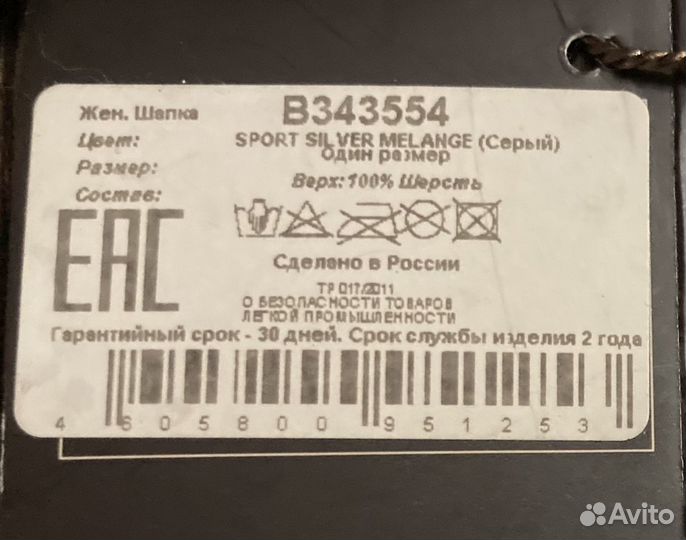 Жен. Шапка B343554
Цвет: SPORT SILVER MELANGE (Серый)
Размер: один размер
Состав: Верх: 100% Шерсть
EAC
Сделано в России
ТР 017/2011
О БЕЗОПАСНОСТИ ТОВАРОВ
ЛЕГКОЙ ПРОМЫШЛЕННОСТИ
Гарантийный срок - 30 дней. Срок службы изделия 2 года
4 605800 951253
Avito